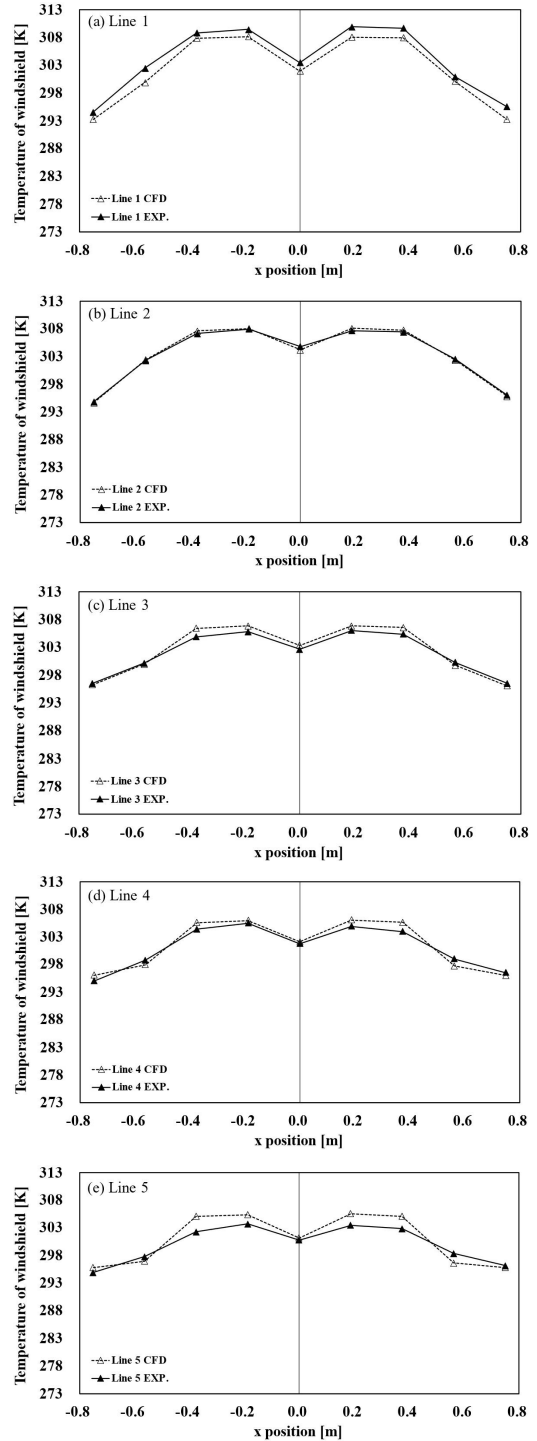 (a) Line 1
Temperature of windshield [K]
313
308
303
298
293
288
283
278
273
Line 1 CFD
Line 1 EXP.
-0.8 -0.6 -0.4 -0.2 0.0 0.2 0.4 0.6 0.8
x position [m]
(b) Line 2
Temperature of windshield [K]
313
308
303
298
293
288
283
278
273
Line 2 CFD
Line 2 EXP.
-0.8 -0.6 -0.4 -0.2 0.0 0.2 0.4 0.6 0.8
x position [m]
(c) Line 3
Temperature of windshield [K]
313
308
303
298
293
288
283
278
273
Line 3 CFD
Line 3 EXP.
-0.8 -0.6 -0.4 -0.2 0.0 0.2 0.4 0.6 0.8
x position [m]
(d) Line 4
Temperature of windshield [K]
313
308
303
298
293
288
283
278
273
Line 4 CFD
Line 4 EXP.
-0.8 -0.6 -0.4 -0.2 0.0 0.2 0.4 0.6 0.8
x position [m]
(e) Line 5
Temperature of windshield [K]
313
308
303
298
293
288
283
278
273
Line 5 CFD
Line 5 EXP.
-0.8 -0.6 -0.4 -0.2 0.0 0.2 0.4 0.6 0.8
x position [m]